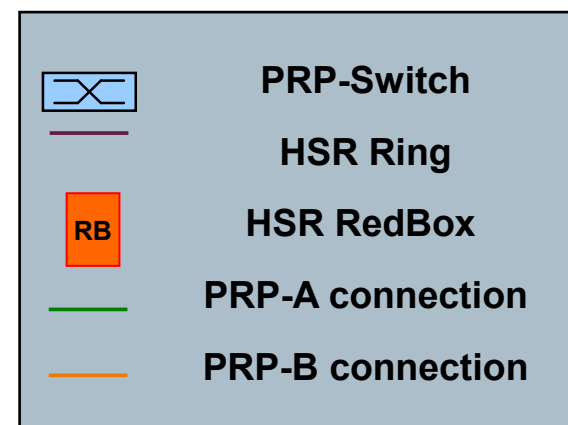 PRP-Switch
HSR Ring
RB
HSR RedBox
PRP-A connection
PRP-B connection